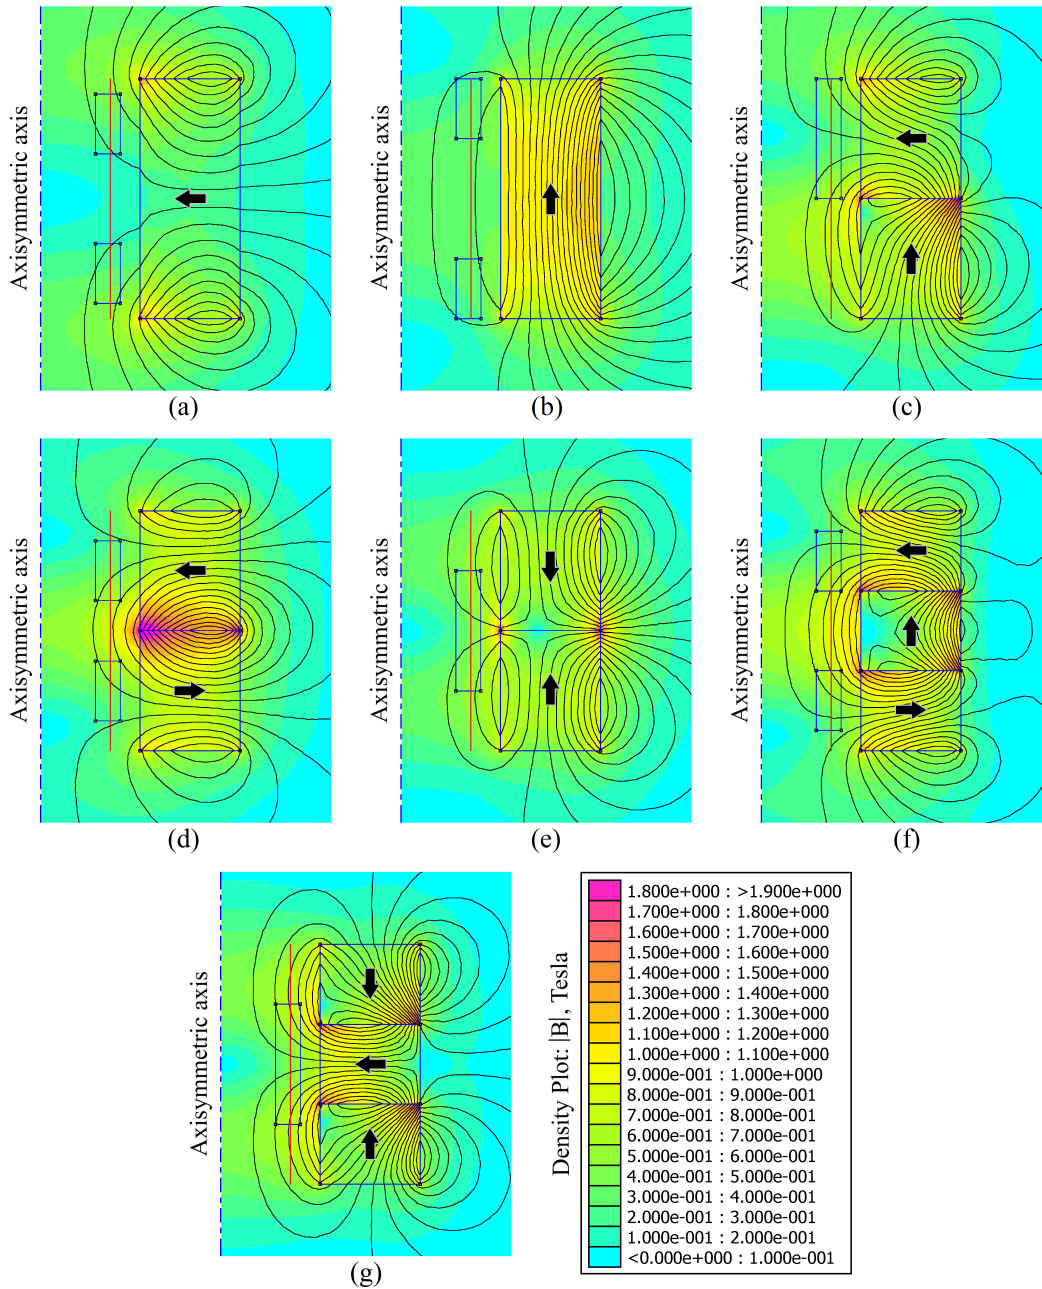 Axisymmetric axis
(a)
Axisymmetric axis
(b)
Axisymmetric axis
(c)
Axisymmetric axis
(d)
Axisymmetric axis
(e)
Axisymmetric axis
(f)
Axisymmetric axis
(g)
Density Plot: |B|, Tesla
1.800e+000 : >1.900e+000
1.700e+000 : 1.800e+000
1.600e+000 : 1.700e+000
1.500e+000 : 1.600e+000
1.400e+000 : 1.500e+000
1.300e+000 : 1.400e+000
1.200e+000 : 1.300e+000
1.100e+000 : 1.200e+000
1.000e+000 : 1.100e+000
9.000e-001 : 1.000e+000
8.000e-001 : 9.000e-001
7.000e-001 : 8.000e-001
6.000e-001 : 7.000e-001
5.000e-001 : 6.000e-001
4.000e-001 : 5.000e-001
3.000e-001 : 4.000e-001
2.000e-001 : 3.000e-001
1.000e-001 : 2.000e-001
<0.000e+000 : 1.000e-001